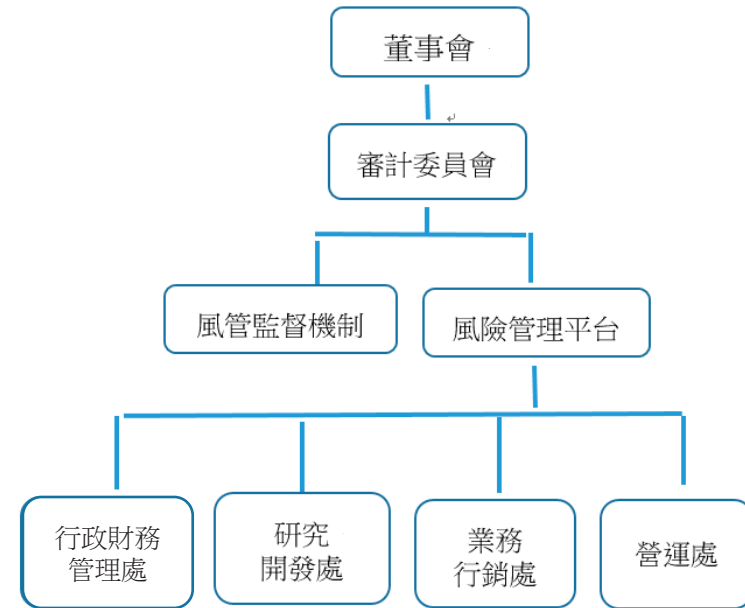 董事會
審計委員會
風管監督機制
風險管理平台
行政財務
管理處
研究
開發處
業務
行銷處
營運處